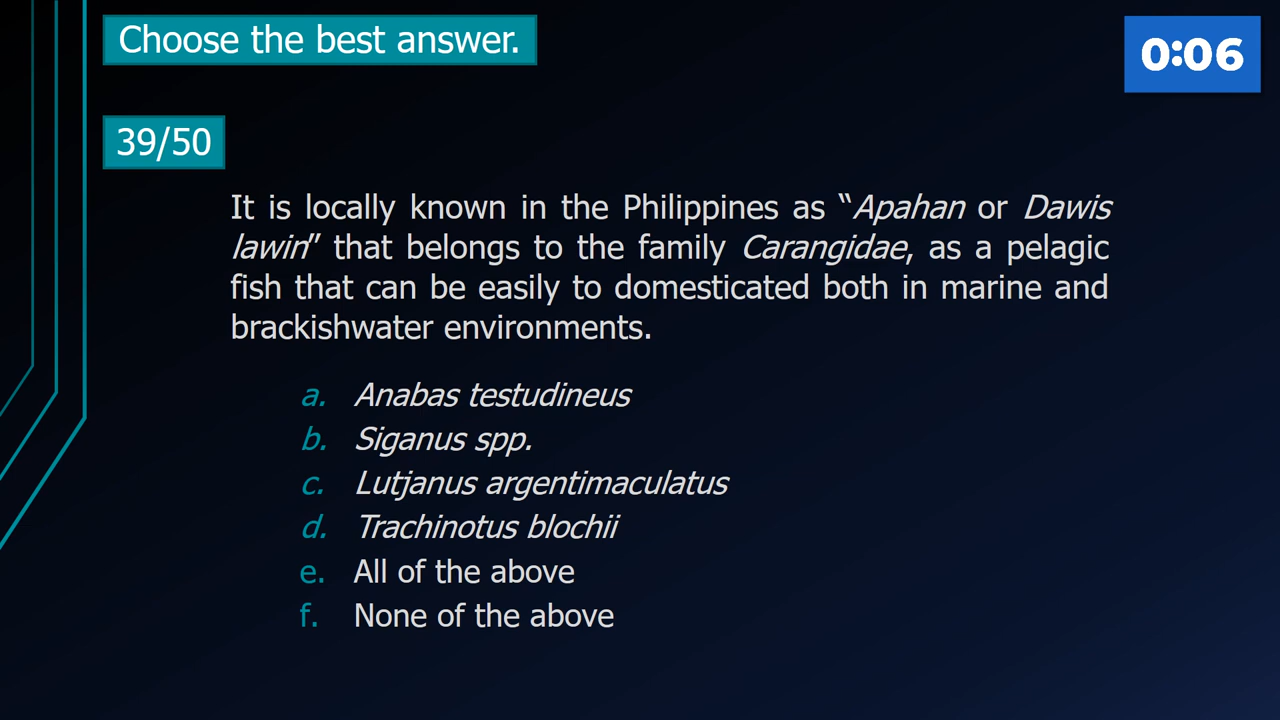 Choose the best answer.
0:06
39/50
It is locally known in the Philippines as “Apahan or Dawis
lawin” that belongs to the family Carangidae, as a pelagic
fish that can be easily to domesticated both in marine and
brackishwater environments.
a. Anabas testudineus
b. Siganus spp.
c. Lutjanus argentimaculatus
d. Trachinotus blochii
e. All of the above
f. None of the above